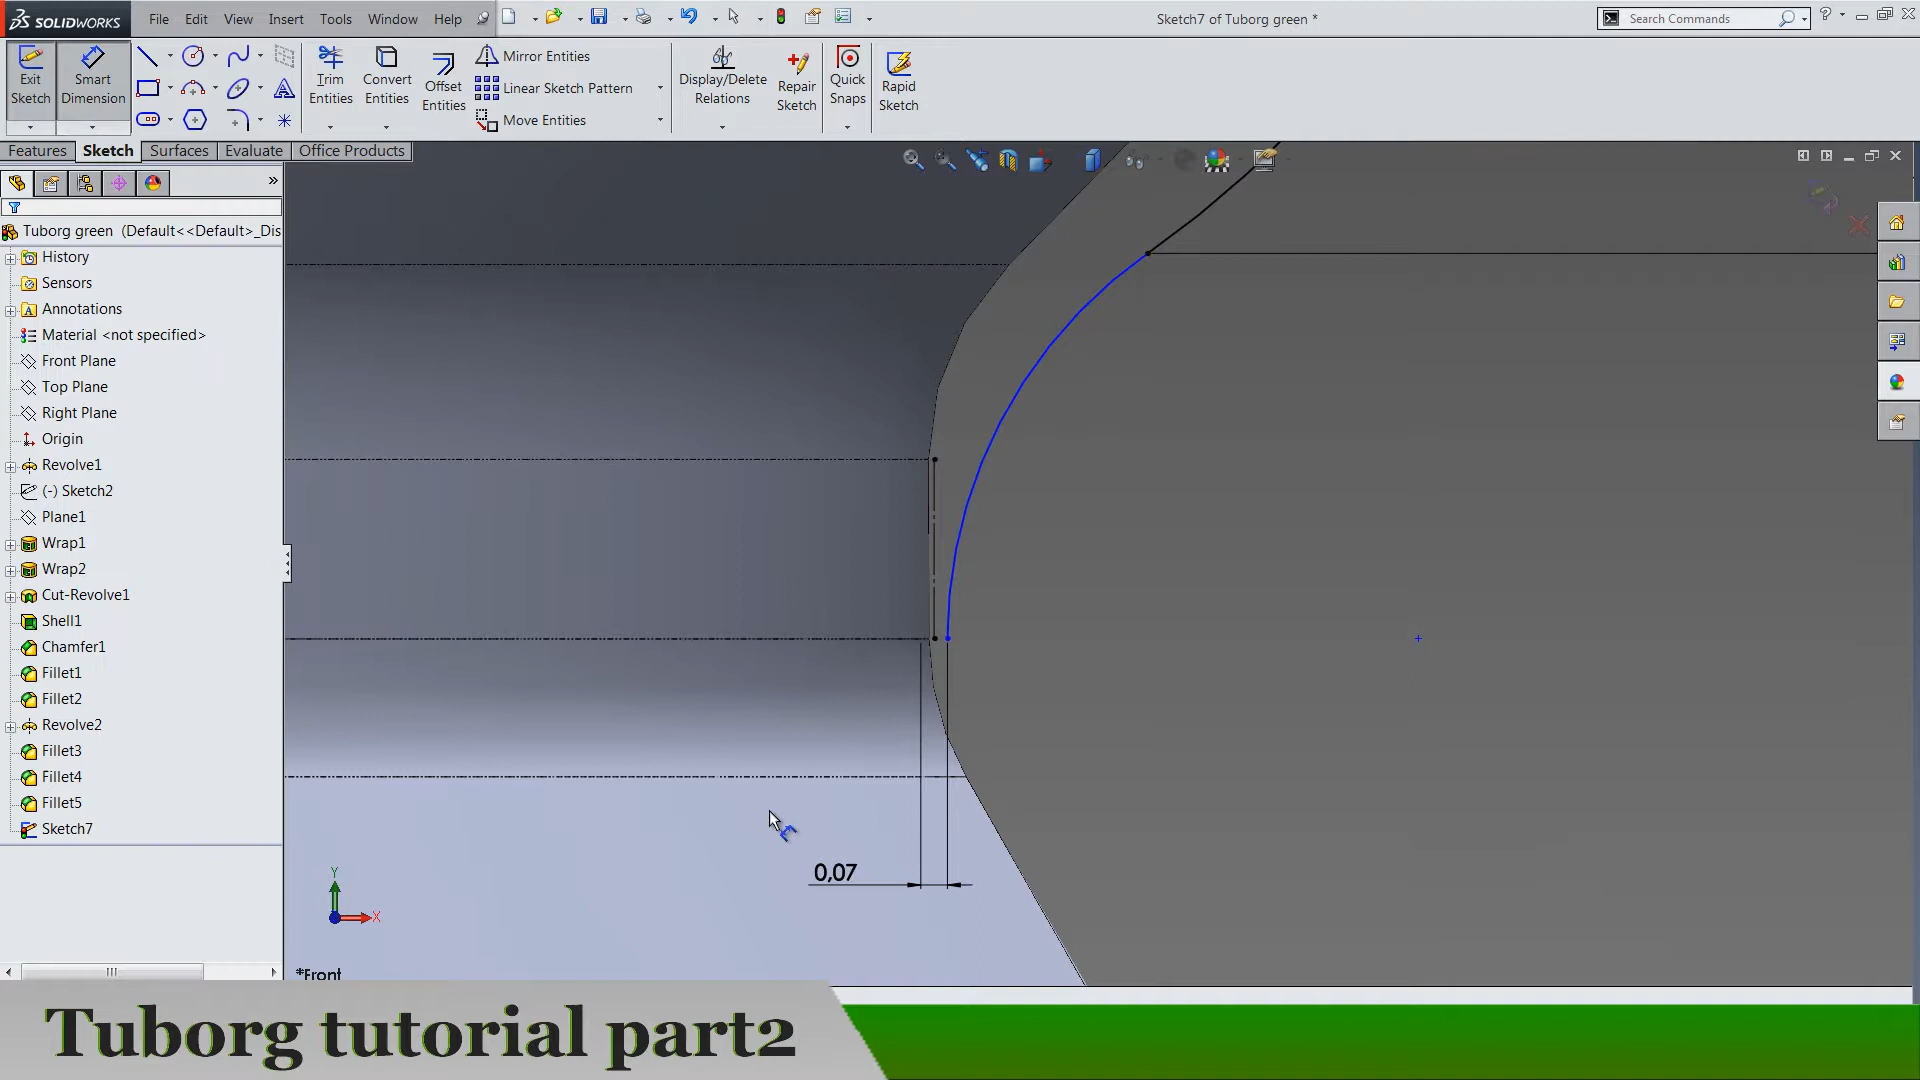 SOLIDWORKS File Edit View Insert Tools Window Help Sketch7 of Tuborg green * Search Commands ?
Exit Sketch
Smart Dimension
Trim Entities
Convert Entities
Offset Entities
Mirror Entities
Linear Sketch Pattern
Move Entities
Display/Delete Relations
Repair Sketch
Quick Snaps
Rapid Sketch
Features Sketch Surfaces Evaluate Office Products
Tuborg green (Default<<Default>_Dis
History
Sensors
Annotations
Material <not specified>
Front Plane
Top Plane
Right Plane
Origin
Revolve1
(-) Sketch2
Plane1
Wrap1
Wrap2
Cut-Revolve1
Shell1
Chamfer1
Fillet1
Fillet2
Revolve2
Fillet3
Fillet4
Fillet5
Sketch7
0,07
Y
X
*Front
Tuborg tutorial part2